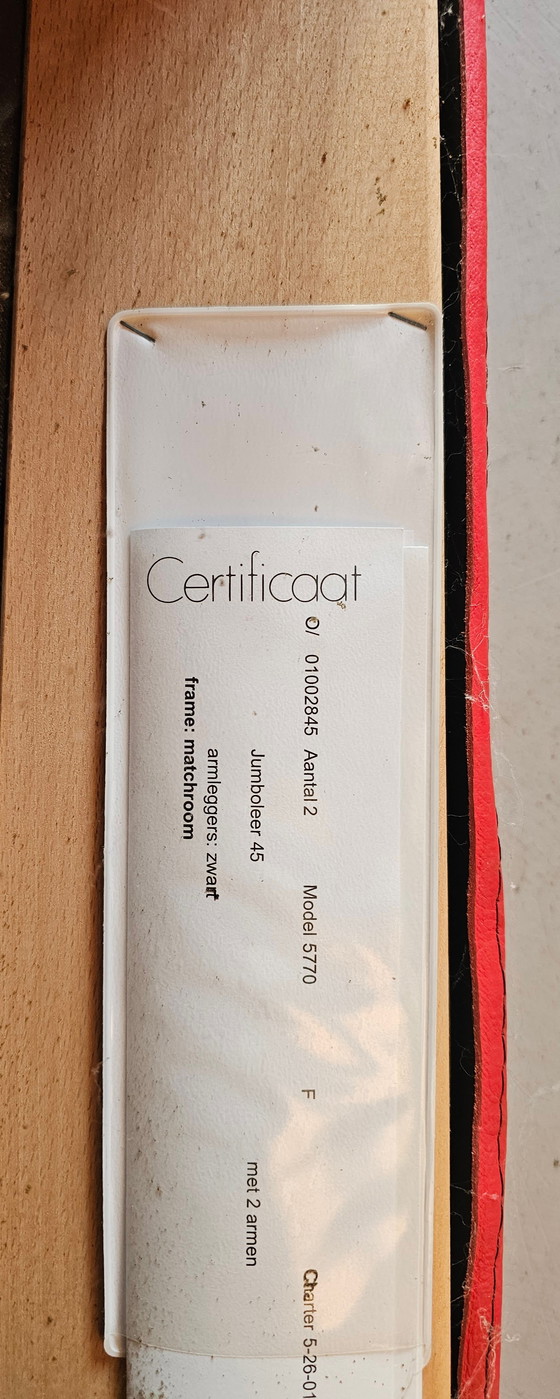 Certificaat
O/ 01002845 Aantal 2 Model 5770 F Charter 5-26-01
Jumboleer 45 met 2 armen
armleggers: zwart
frame: matchroom